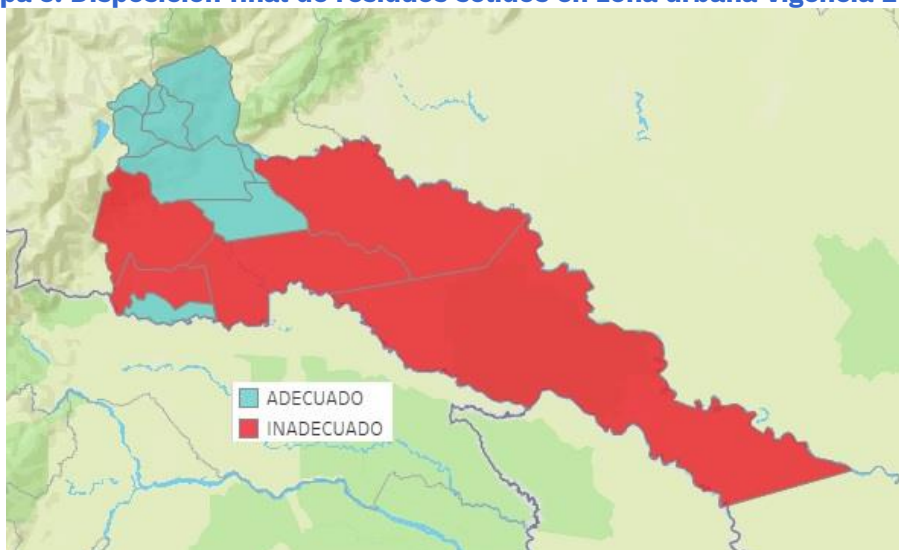 Disposición final de residuos sólidos en zona urbana vigencia
ADECUADO
INADECUADO